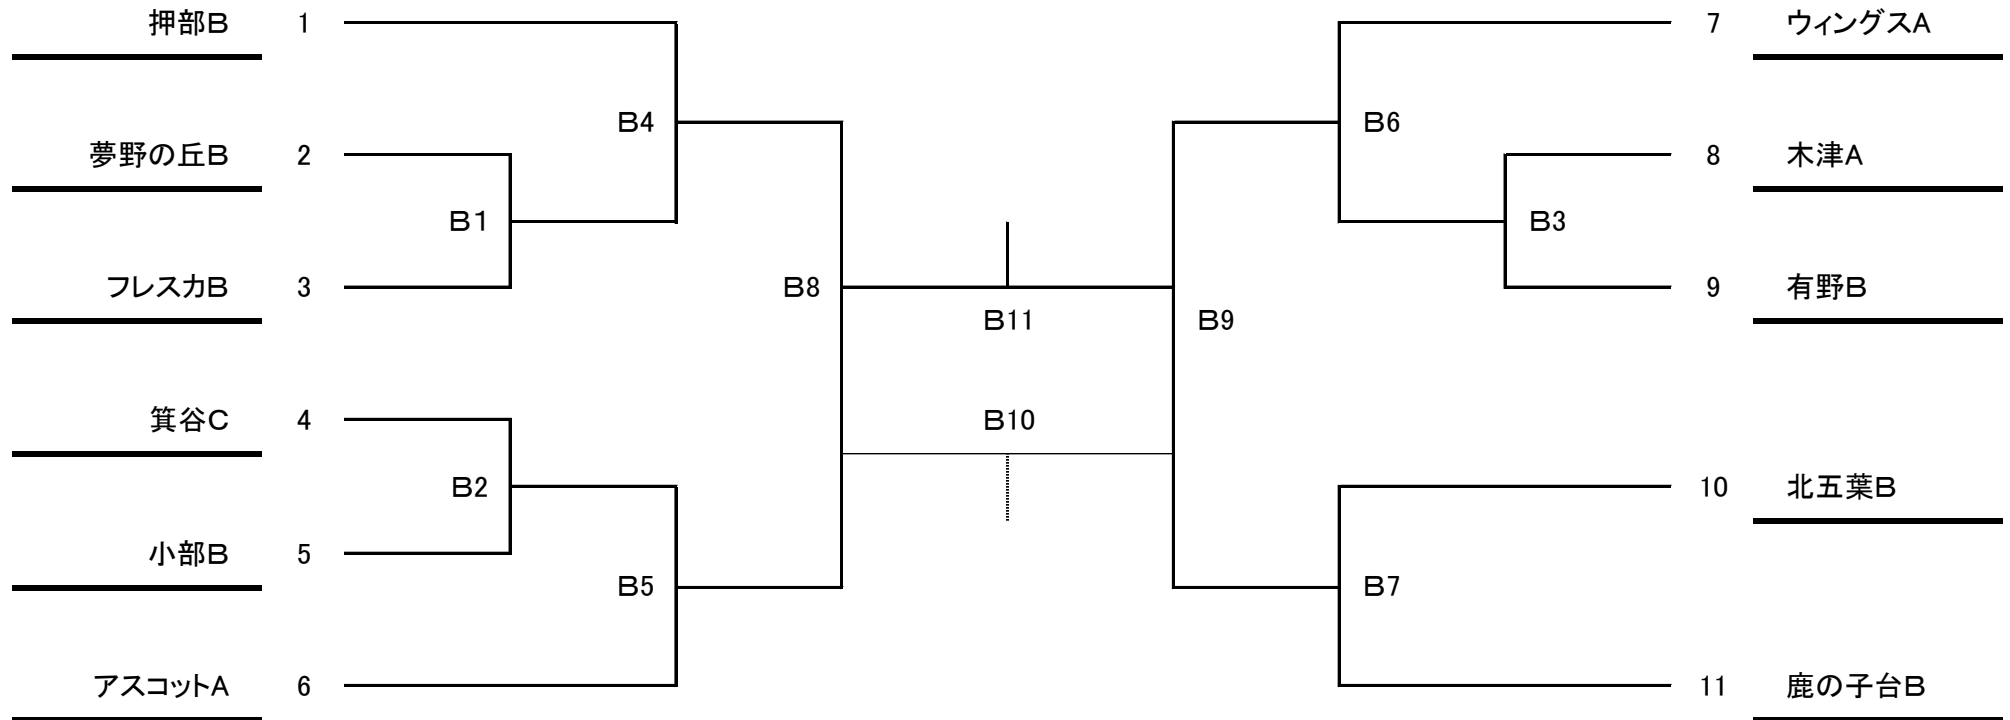 押部B 1
7 ウィングスA
B4
B6
夢野の丘B 2
8 木津A
B1
B3
フレスカB 3
B8
9 有野B
B11
B9
箕谷C 4
B10
B2
10 北五葉B
小部B 5
B5
B7
アスコットA 6
11 鹿の子台B